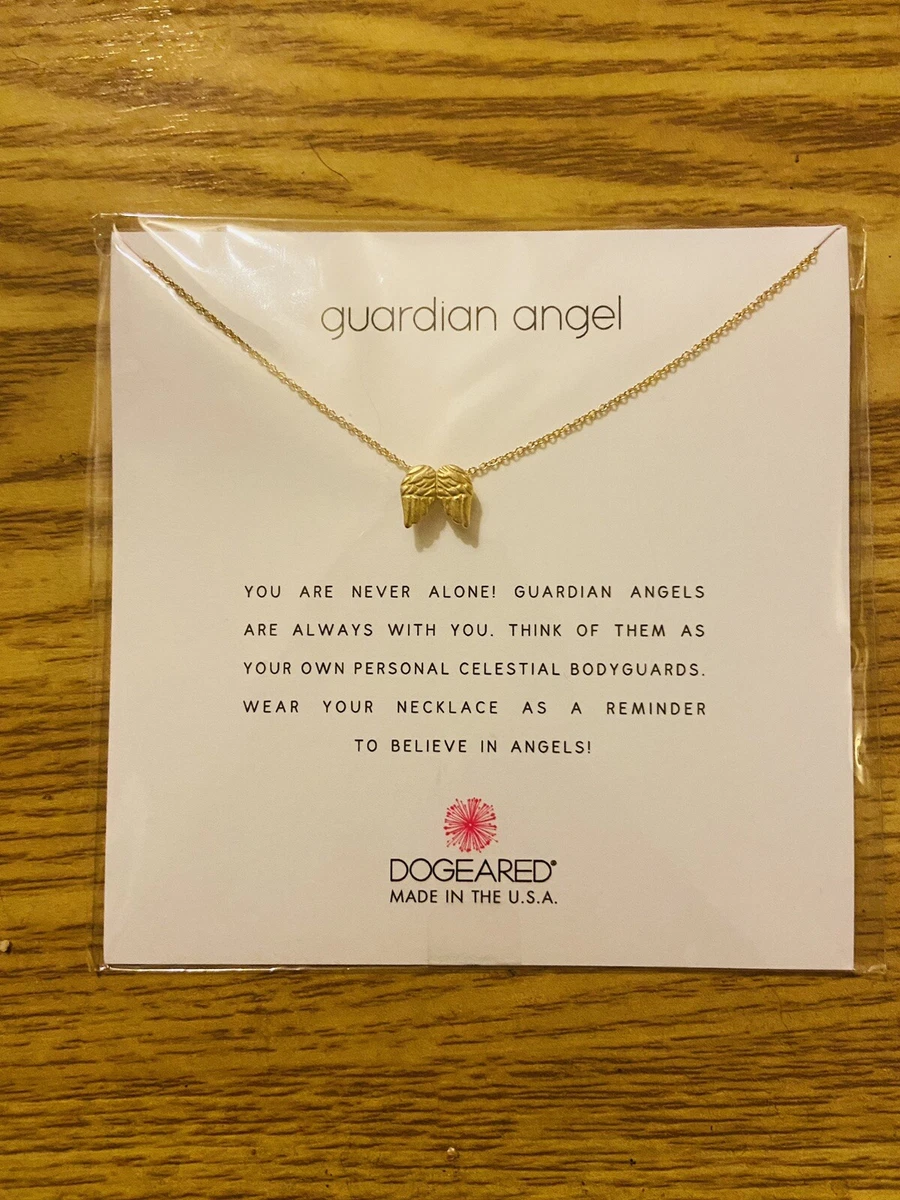 guardian angel
YOU ARE NEVER ALONE! GUARDIAN ANGELS
ARE ALWAYS WITH YOU. THINK OF THEM AS
YOUR OWN PERSONAL CELESTIAL BODYGUARDS.
WEAR YOUR NECKLACE AS A REMINDER
TO BELIEVE IN ANGELS!
DOGEARED®
MADE IN THE U.S.A.